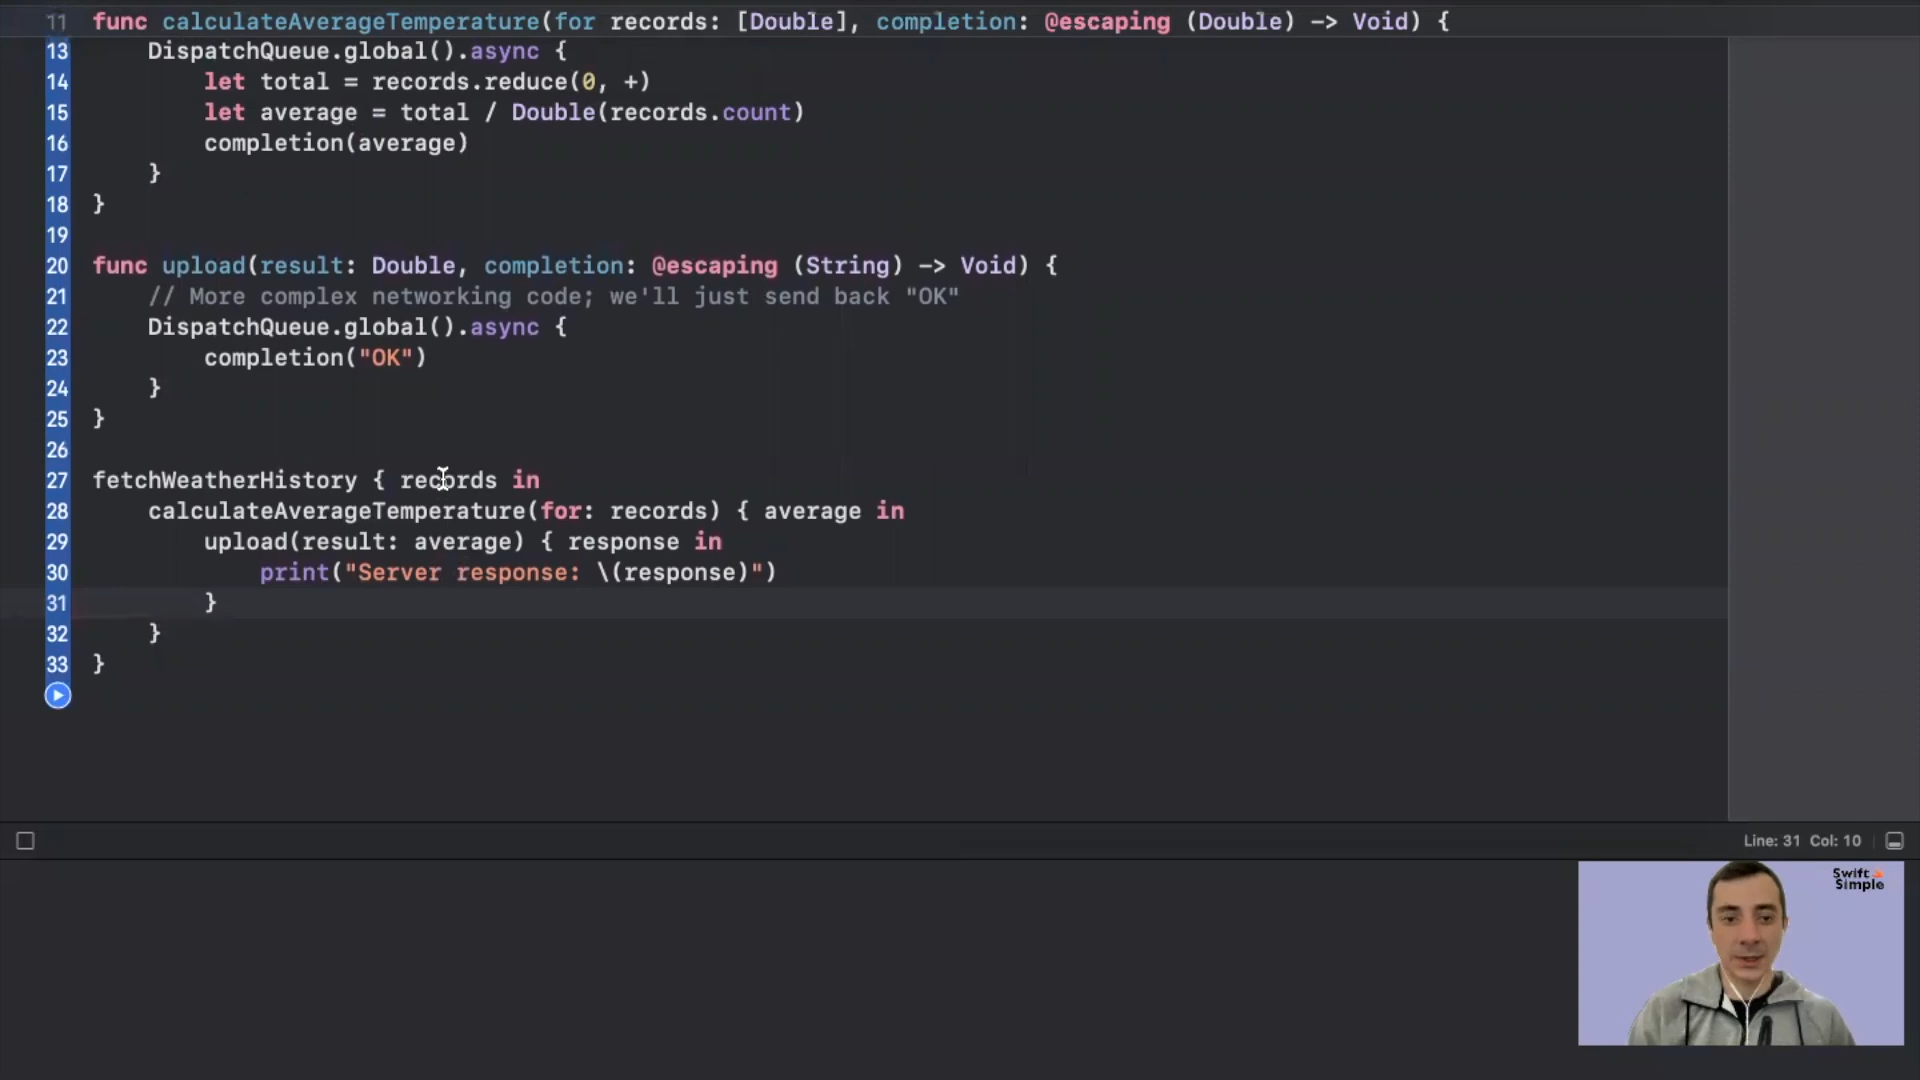 11 func calculateAverageTemperature(for records: [Double], completion: @escaping (Double) -> Void) {
13     DispatchQueue.global().async {
14         let total = records.reduce(0, +)
15         let average = total / Double(records.count)
16         completion(average)
17     }
18 }
19
20 func upload(result: Double, completion: @escaping (String) -> Void) {
21     // More complex networking code; we'll just send back "OK"
22     DispatchQueue.global().async {
23         completion("OK")
24     }
25 }
26
27 fetchWeatherHistory { records in
28     calculateAverageTemperature(for: records) { average in
29         upload(result: average) { response in
30             print("Server response: \(response)")
31         }
32     }
33 }
Line: 31 Col: 10
Swift
Simple